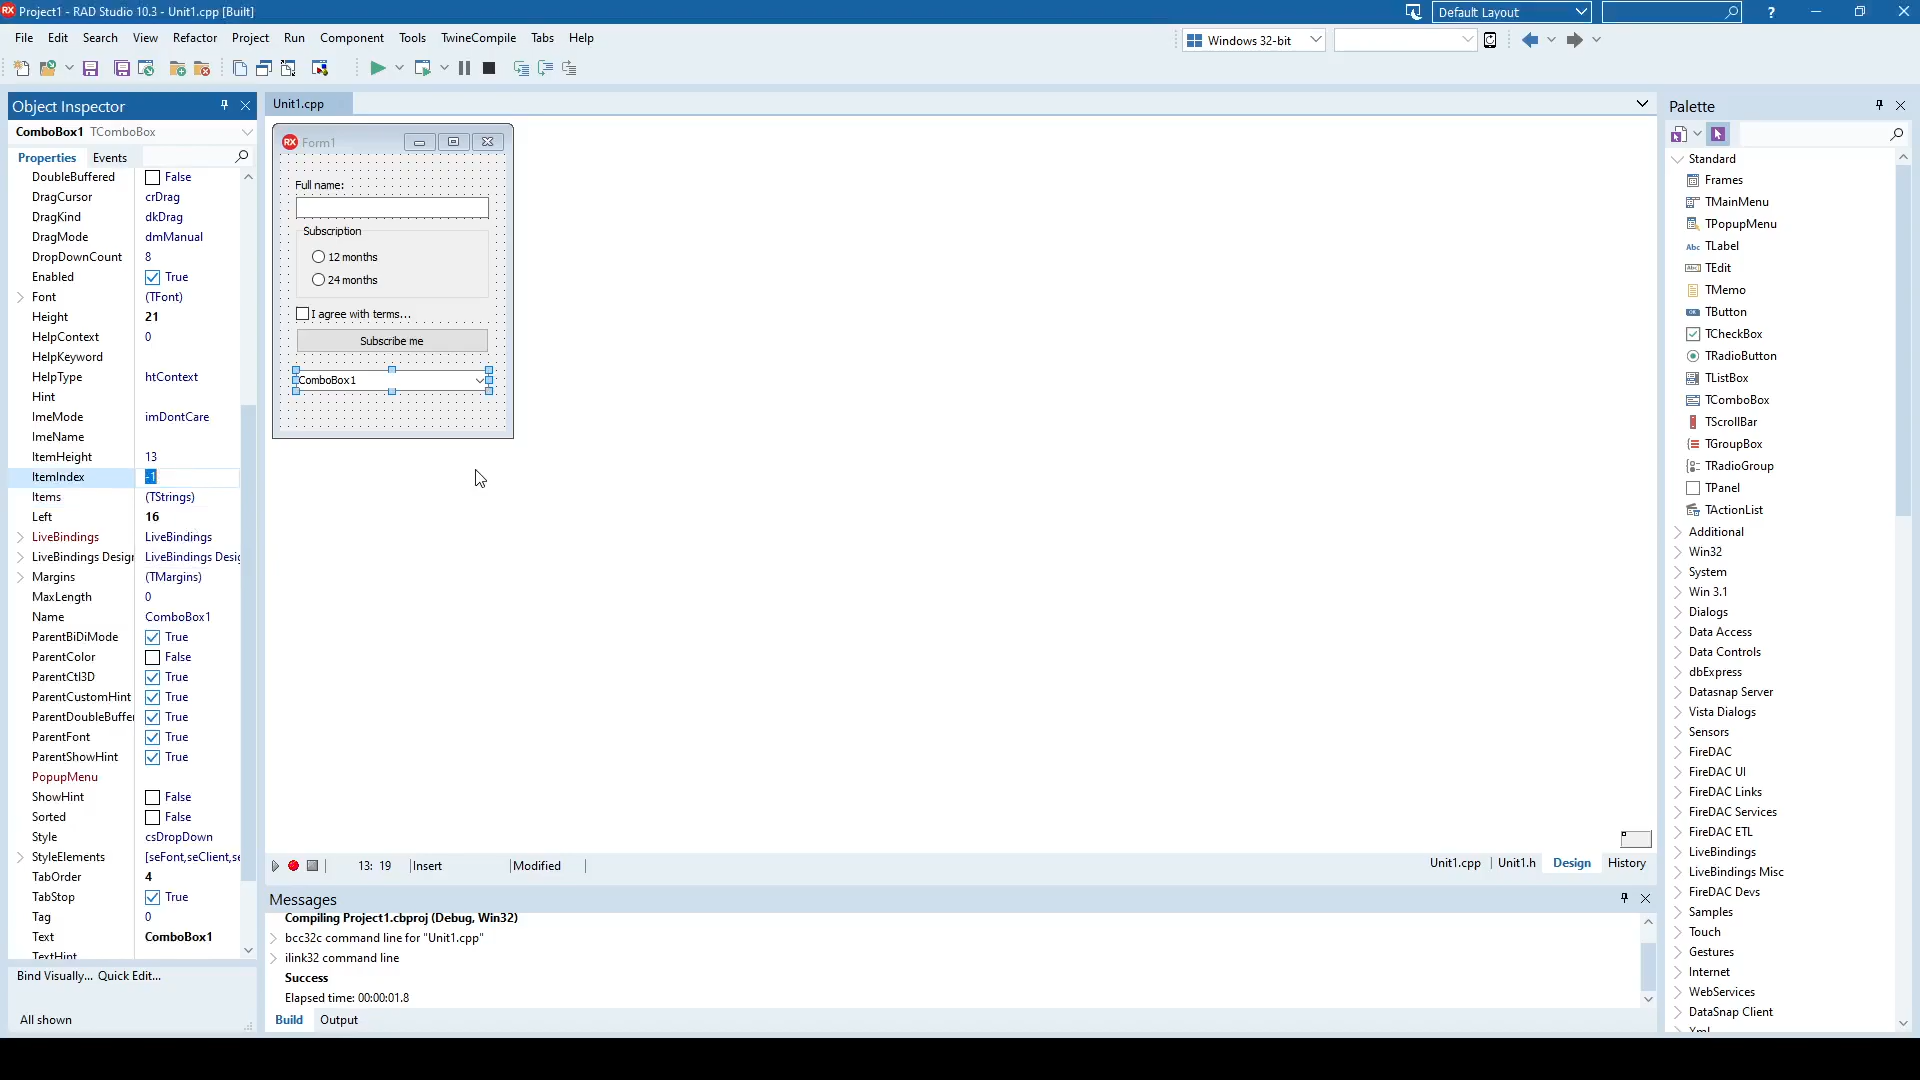 Project1 - RAD Studio 10.3 - Unit1.cpp [Built]
Default Layout
?
File Edit Search View Refactor Project Run Component Tools TwineCompile Tabs Help
Windows 32-bit
Object Inspector
ComboBox1 TComboBox
Properties Events
DoubleBuffered False
DragCursor crDrag
DragKind dkDrag
DragMode dmManual
DropDownCount 8
Enabled True
Font (TFont)
Height 21
HelpContext 0
HelpKeyword
HelpType htContext
Hint
ImeMode imDontCare
ImeName
ItemHeight 13
ItemIndex -1
Items (TStrings)
Left 16
LiveBindings LiveBindings
LiveBindings Design LiveBindings Desig
Margins (TMargins)
MaxLength 0
Name ComboBox1
ParentBiDiMode True
ParentColor False
ParentCtl3D True
ParentCustomHint True
ParentDoubleBuffer True
ParentFont True
ParentShowHint True
PopupMenu
ShowHint False
Sorted False
Style csDropDown
StyleElements [seFont,seClient,se
TabOrder 4
TabStop True
Tag 0
Text ComboBox1
TextHint
Bind Visually... Quick Edit...
All shown
Unit1.cpp
RX Form1
Full name:
Subscription
12 months
24 months
I agree with terms...
Subscribe me
ComboBox1
13: 19 Insert Modified
Unit1.cpp Unit1.h Design History
Messages
Compiling Project1.cbproj (Debug, Win32)
bcc32c command line for "Unit1.cpp"
ilink32 command line
Success
Elapsed time: 00:00:01.8
Build Output
Palette
Standard
Frames
TMainMenu
TPopupMenu
Abc TLabel
TEdit
TMemo
TButton
TCheckBox
TRadioButton
TListBox
TComboBox
TScrollBar
TGroupBox
TRadioGroup
TPanel
TActionList
Additional
Win32
System
Win 3.1
Dialogs
Data Access
Data Controls
dbExpress
Datasnap Server
Vista Dialogs
Sensors
FireDAC
FireDAC UI
FireDAC Links
FireDAC Services
FireDAC ETL
LiveBindings
LiveBindings Misc
FireDAC Devs
Samples
Touch
Gestures
Internet
WebServices
DataSnap Client
Xml